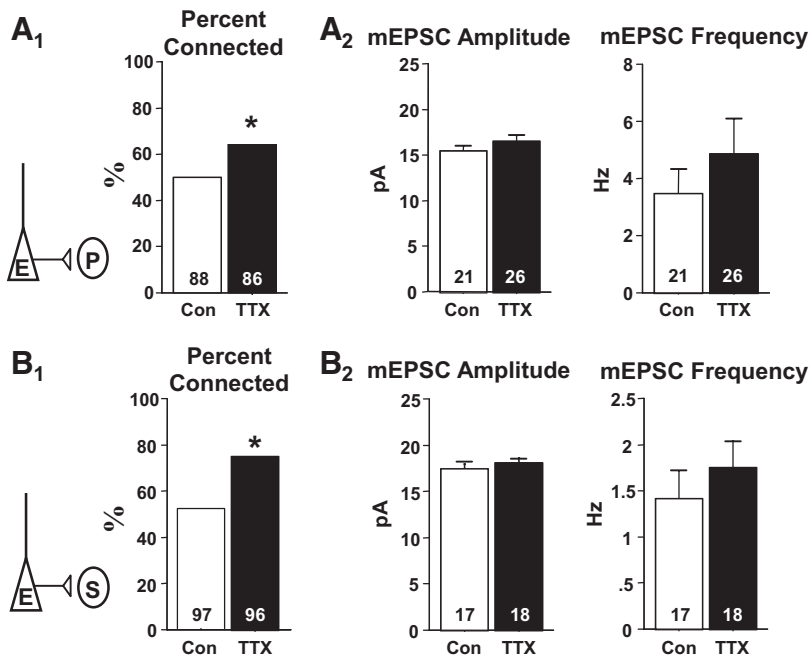 A1
Percent
Connected
100
80
60
40
20
0
%
*
88
86
Con
TTX
E
P
A2
mEPSC Amplitude
25
20
15
10
5
0
pA
21
26
Con
TTX
mEPSC Frequency
8
6
4
2
0
Hz
21
26
Con
TTX
B1
Percent
Connected
100
80
60
40
20
0
%
*
97
96
Con
TTX
E
S
B2
mEPSC Amplitude
25
20
15
10
5
0
pA
17
18
Con
TTX
mEPSC Frequency
2.5
2
1.5
1
.5
0
Hz
17
18
Con
TTX